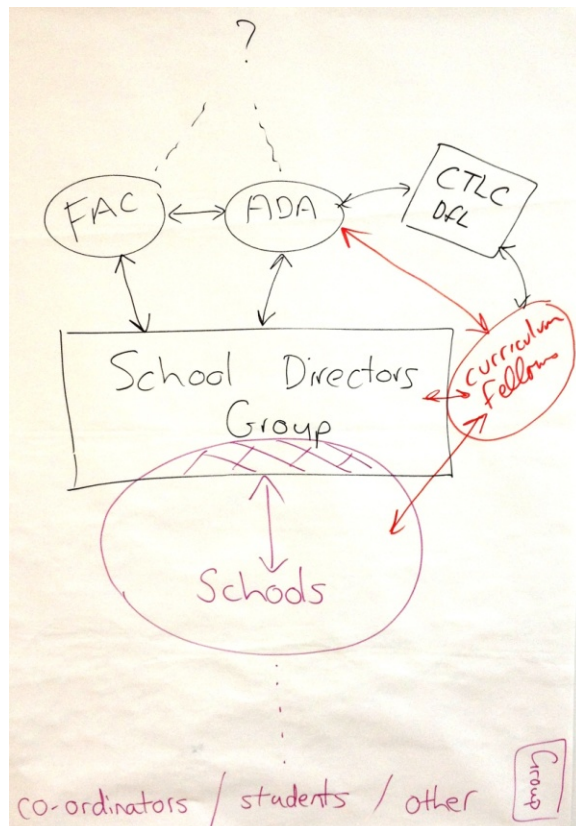 ?
FAC
ADA
CTLC
DfL
Curriculum
Fellows
School Directors
Group
Schools
co-ordinators / students / other
Group